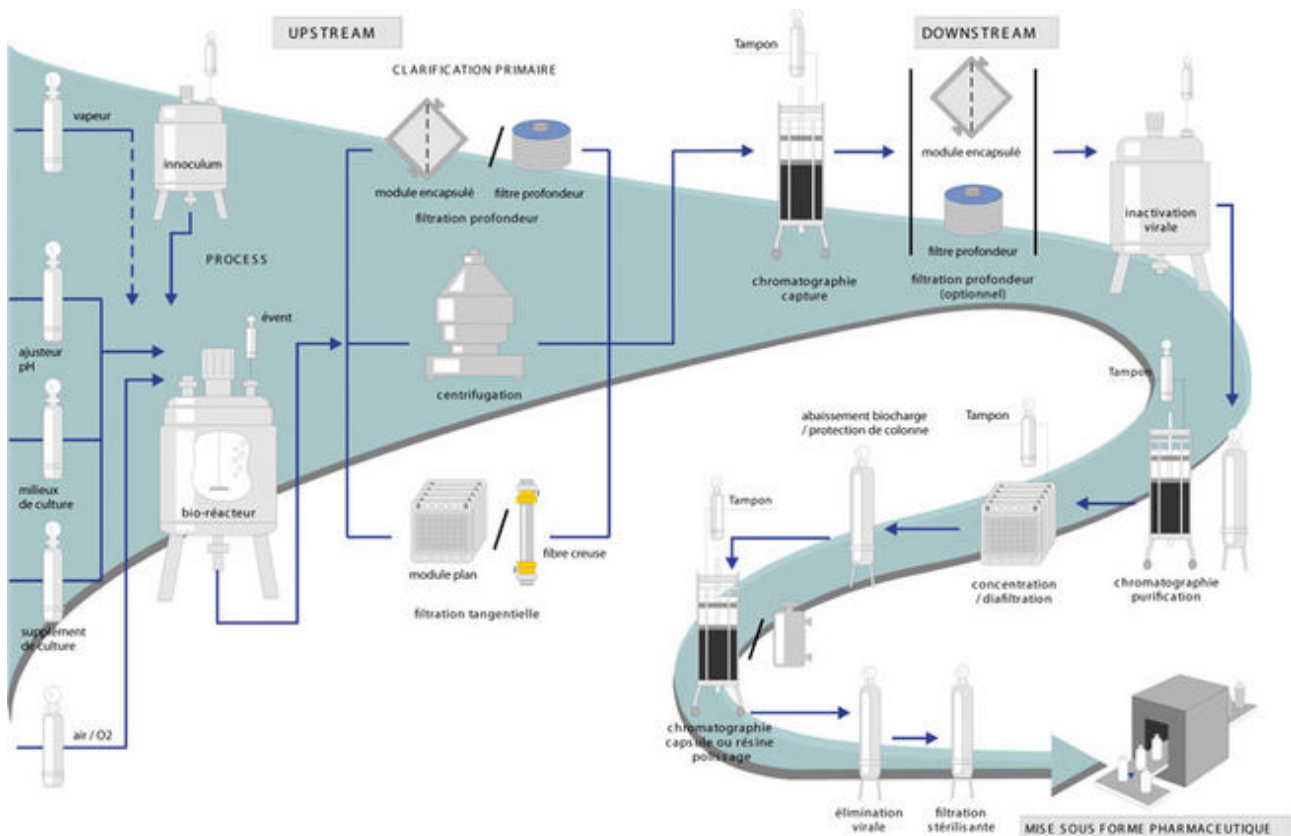 UPSTREAM
CLARIFICATION PRIMAIRE
vapeur
innoculum
module encapsulé
filtre profondeur
filtration profondeur
PROCESS
ajusteur
pH
évent
centrifugation
milieux
de culture
bio-réacteur
module plan
fibre creuse
filtration tangentielle
supplément
de culture
air / O2
DOWNSTREAM
Tampon
module encapsulé
filtre profondeur
chromatographie
capture
filtration profondeur
(optionnel)
inactivation
virale
Tampon
abaissement biocharge
/ protection de colonne
Tampon
Tampon
concentration
/ diafiltration
chromatographie
purification
chromatographie
capsule ou résine
polissage
élimination
virale
filtration
stérilisante
MISE SOUS FORME PHARMACEUTIQUE